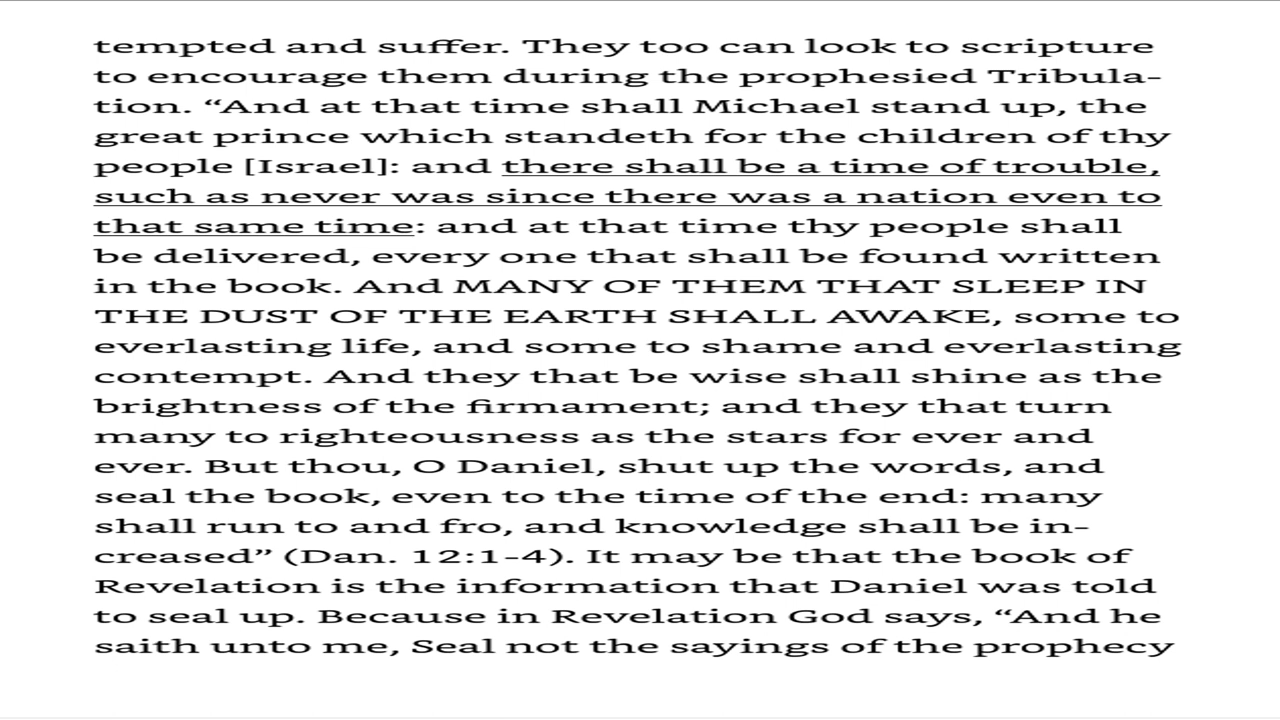 tempted and suffer. They too can look to scripture
to encourage them during the prophesied Tribula-
tion. “And at that time shall Michael stand up, the
great prince which standeth for the children of thy
people [Israel]: and there shall be a time of trouble,
such as never was since there was a nation even to
that same time: and at that time thy people shall
be delivered, every one that shall be found written
in the book. And MANY OF THEM THAT SLEEP IN
THE DUST OF THE EARTH SHALL AWAKE, some to
everlasting life, and some to shame and everlasting
contempt. And they that be wise shall shine as the
brightness of the firmament; and they that turn
many to righteousness as the stars for ever and
ever. But thou, O Daniel, shut up the words, and
seal the book, even to the time of the end: many
shall run to and fro, and knowledge shall be in-
creased” (Dan. 12:1-4). It may be that the book of
Revelation is the information that Daniel was told
to seal up. Because in Revelation God says, “And he
saith unto me, Seal not the sayings of the prophecy